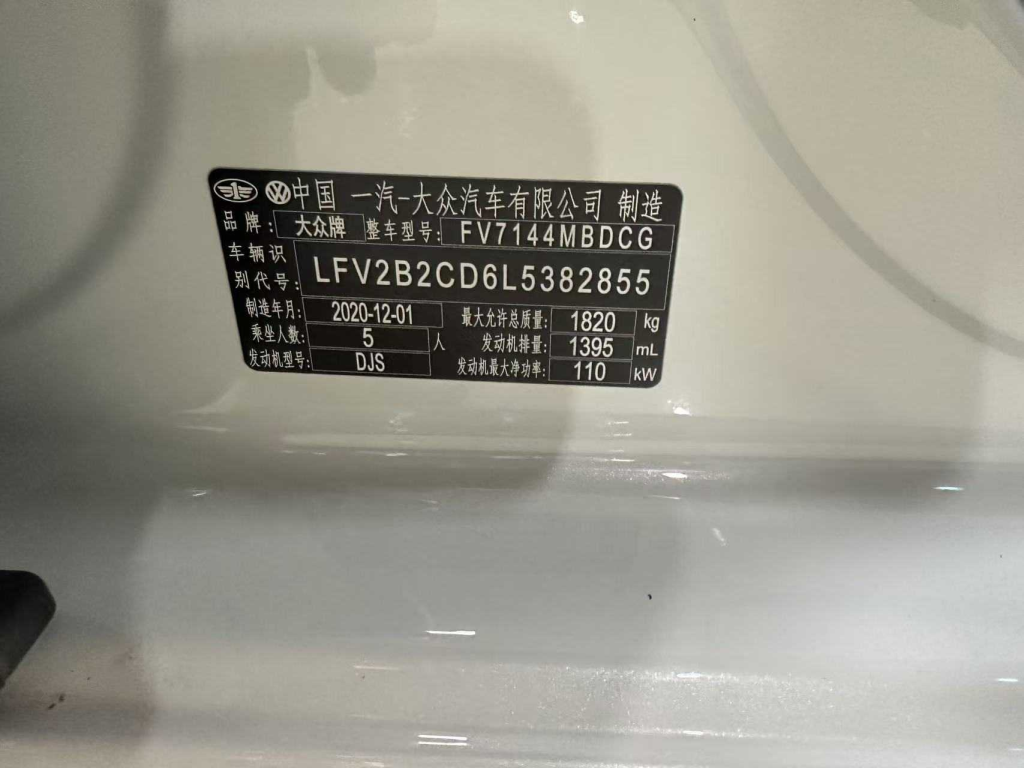 中国 一汽-大众汽车有限公司 制造
品牌: 大众牌 整车型号: FV7144MBDCG
车辆识
别代号: LFV2B2CD6L5382855
制造年月: 2020-12-01 最大允许总质量: 1820 kg
乘坐人数: 5 人 发动机排量: 1395 mL
发动机型号: DJS 发动机最大净功率: 110 kW